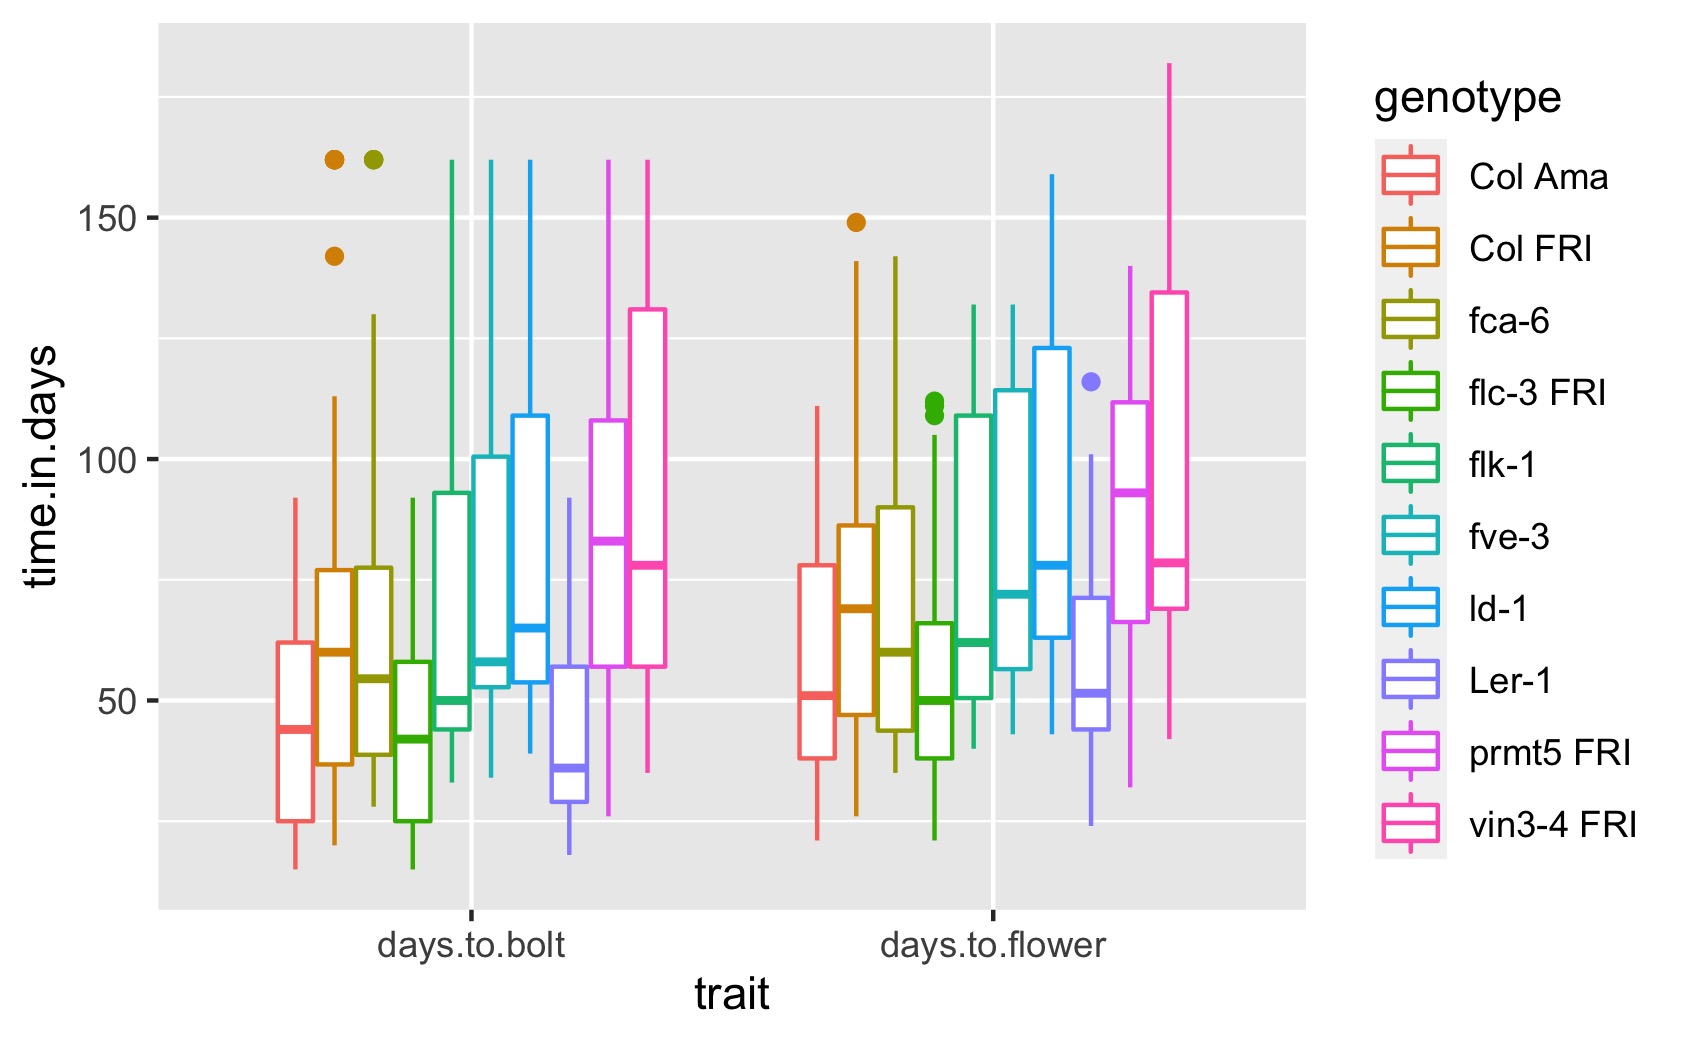 genotype
Col Ama
Col FRI
fca-6
flc-3 FRI
flk-1
fve-3
ld-1
Ler-1
prmt5 FRI
vin3-4 FRI
time.in.days
150
100
50
days.to.bolt
days.to.flower
trait